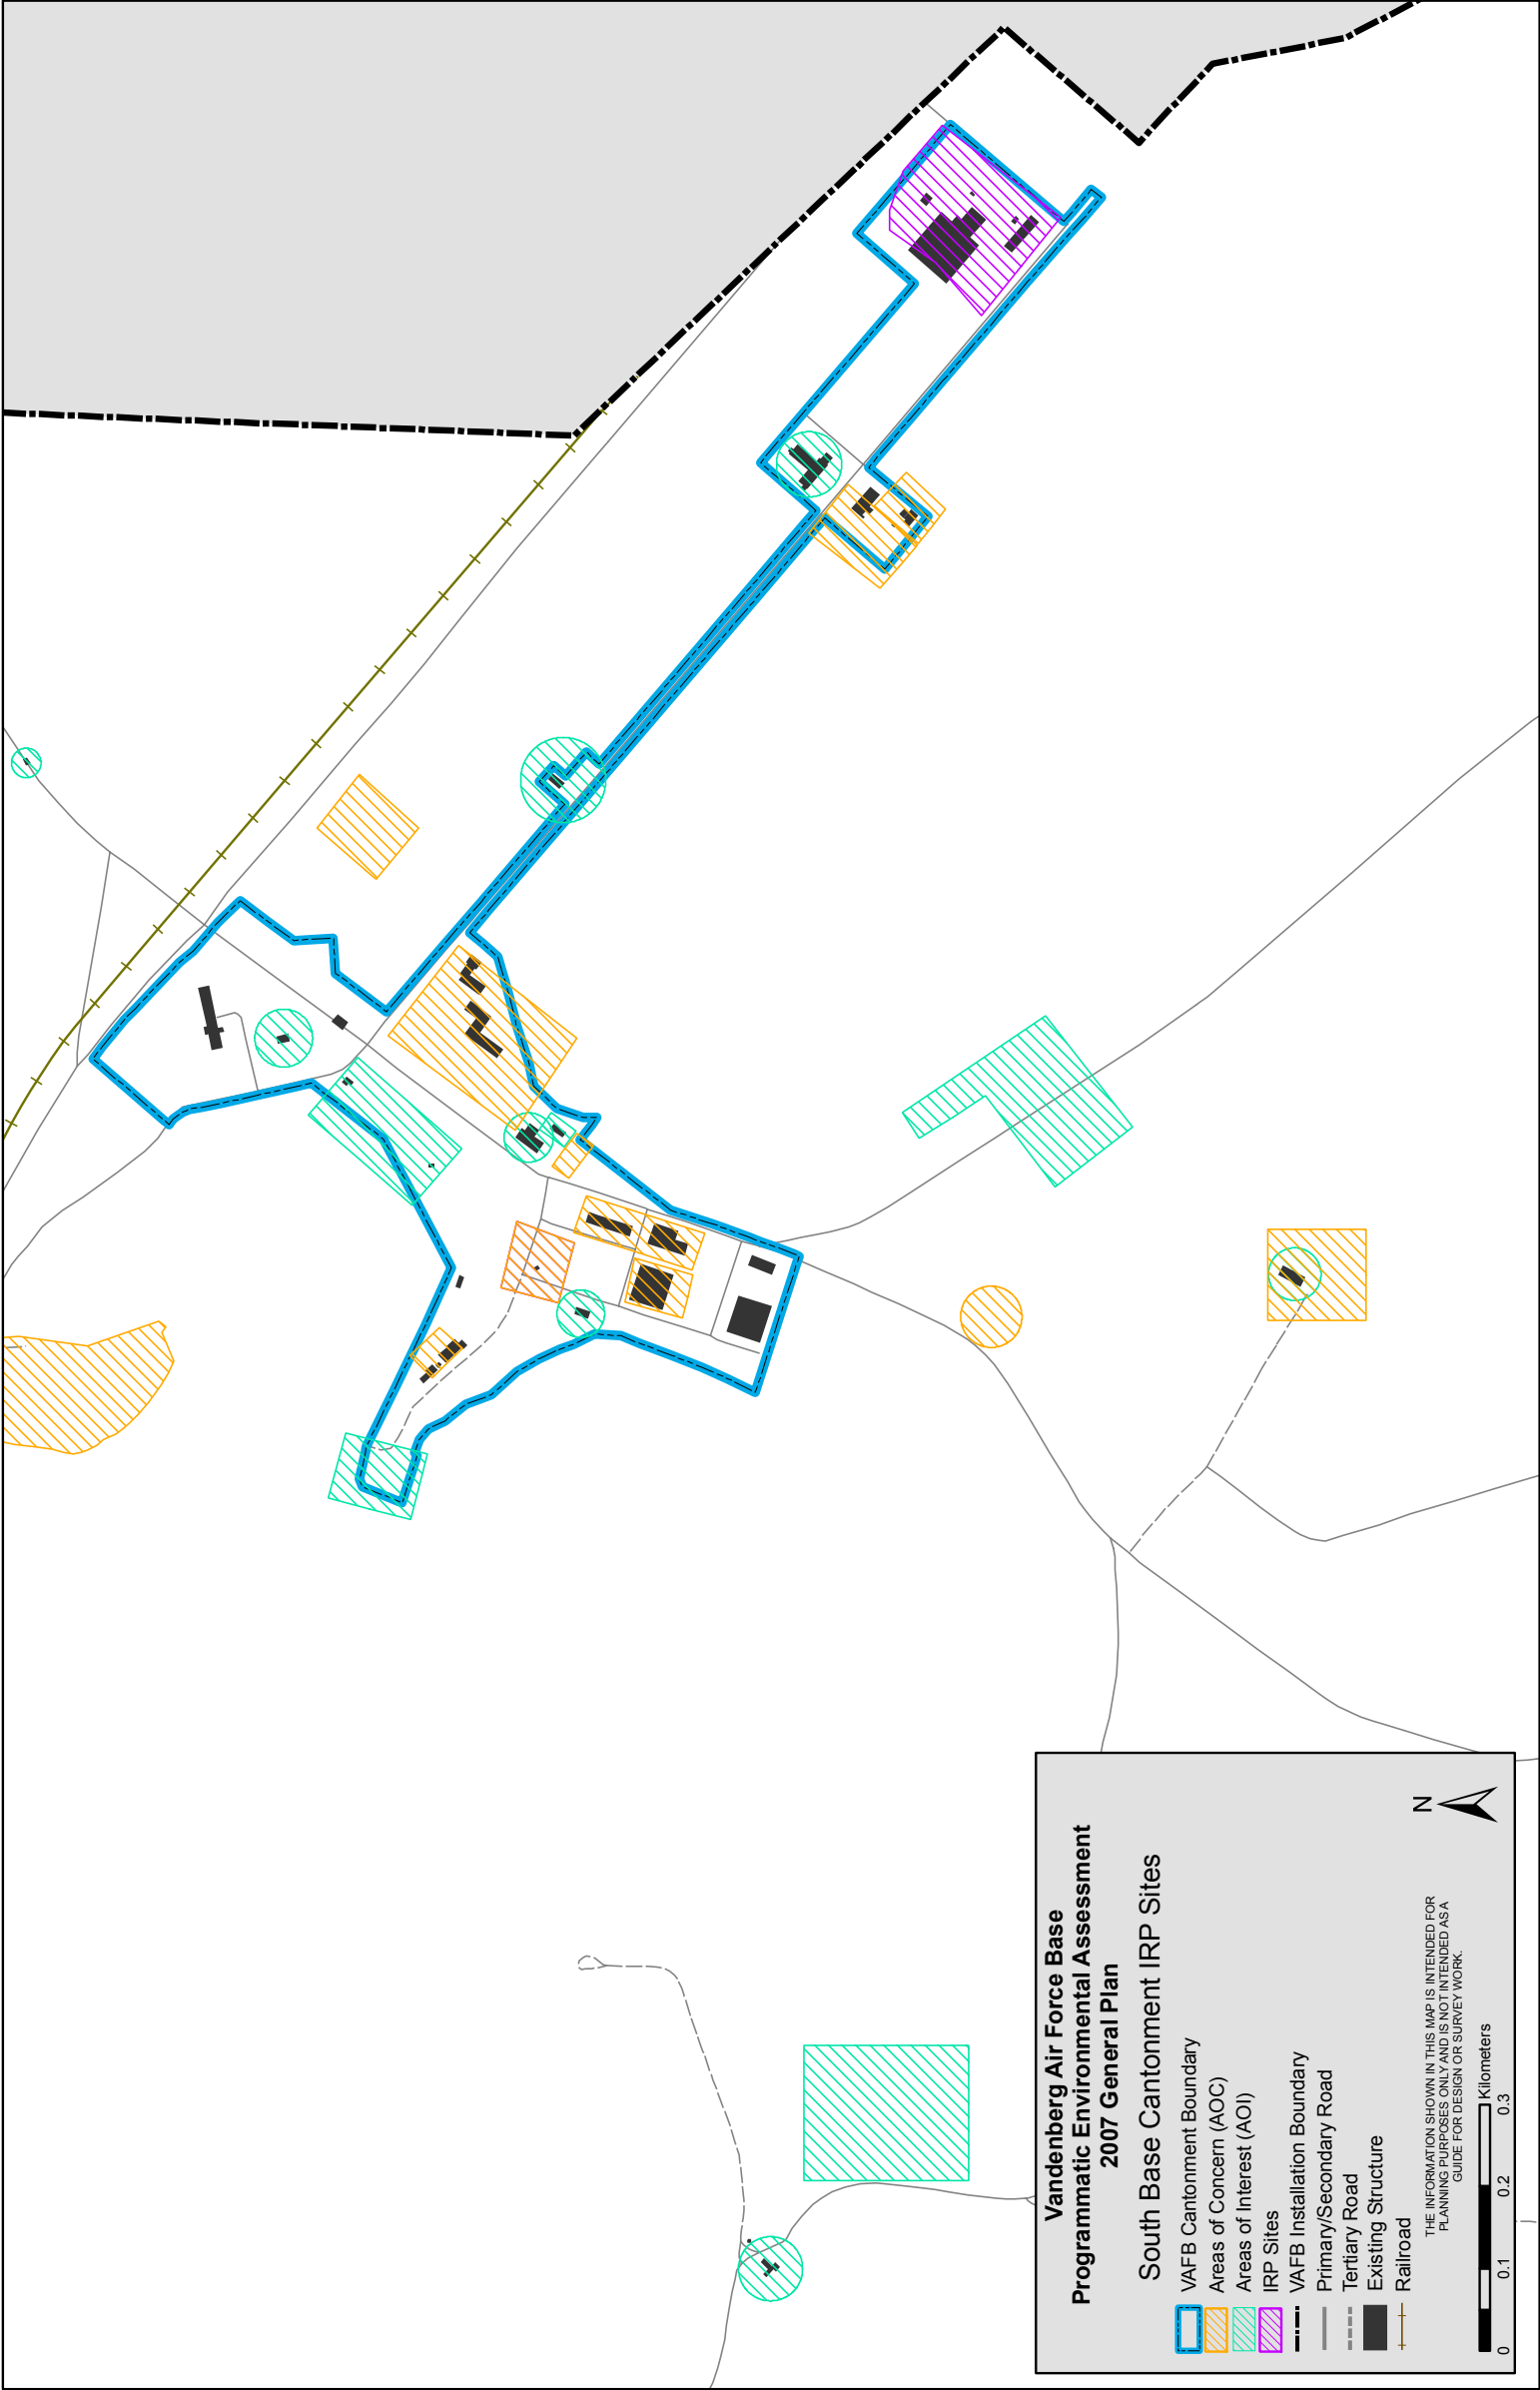 Vandenberg Air Force Base
Programmatic Environmental Assessment
2007 General Plan
South Base Cantonment IRP Sites
VAFB Cantonment Boundary
Areas of Concern (AOC)
Areas of Interest (AOI)
IRP Sites
VAFB Installation Boundary
Primary/Secondary Road
Tertiary Road
Existing Structure
Railroad
N
THE INFORMATION SHOWN IN THIS MAP IS INTENDED FOR
PLANNING PURPOSES ONLY AND IS NOT INTENDED AS A
GUIDE FOR DESIGN OR SURVEY WORK.
Kilometers
0 0.1 0.2 0.3